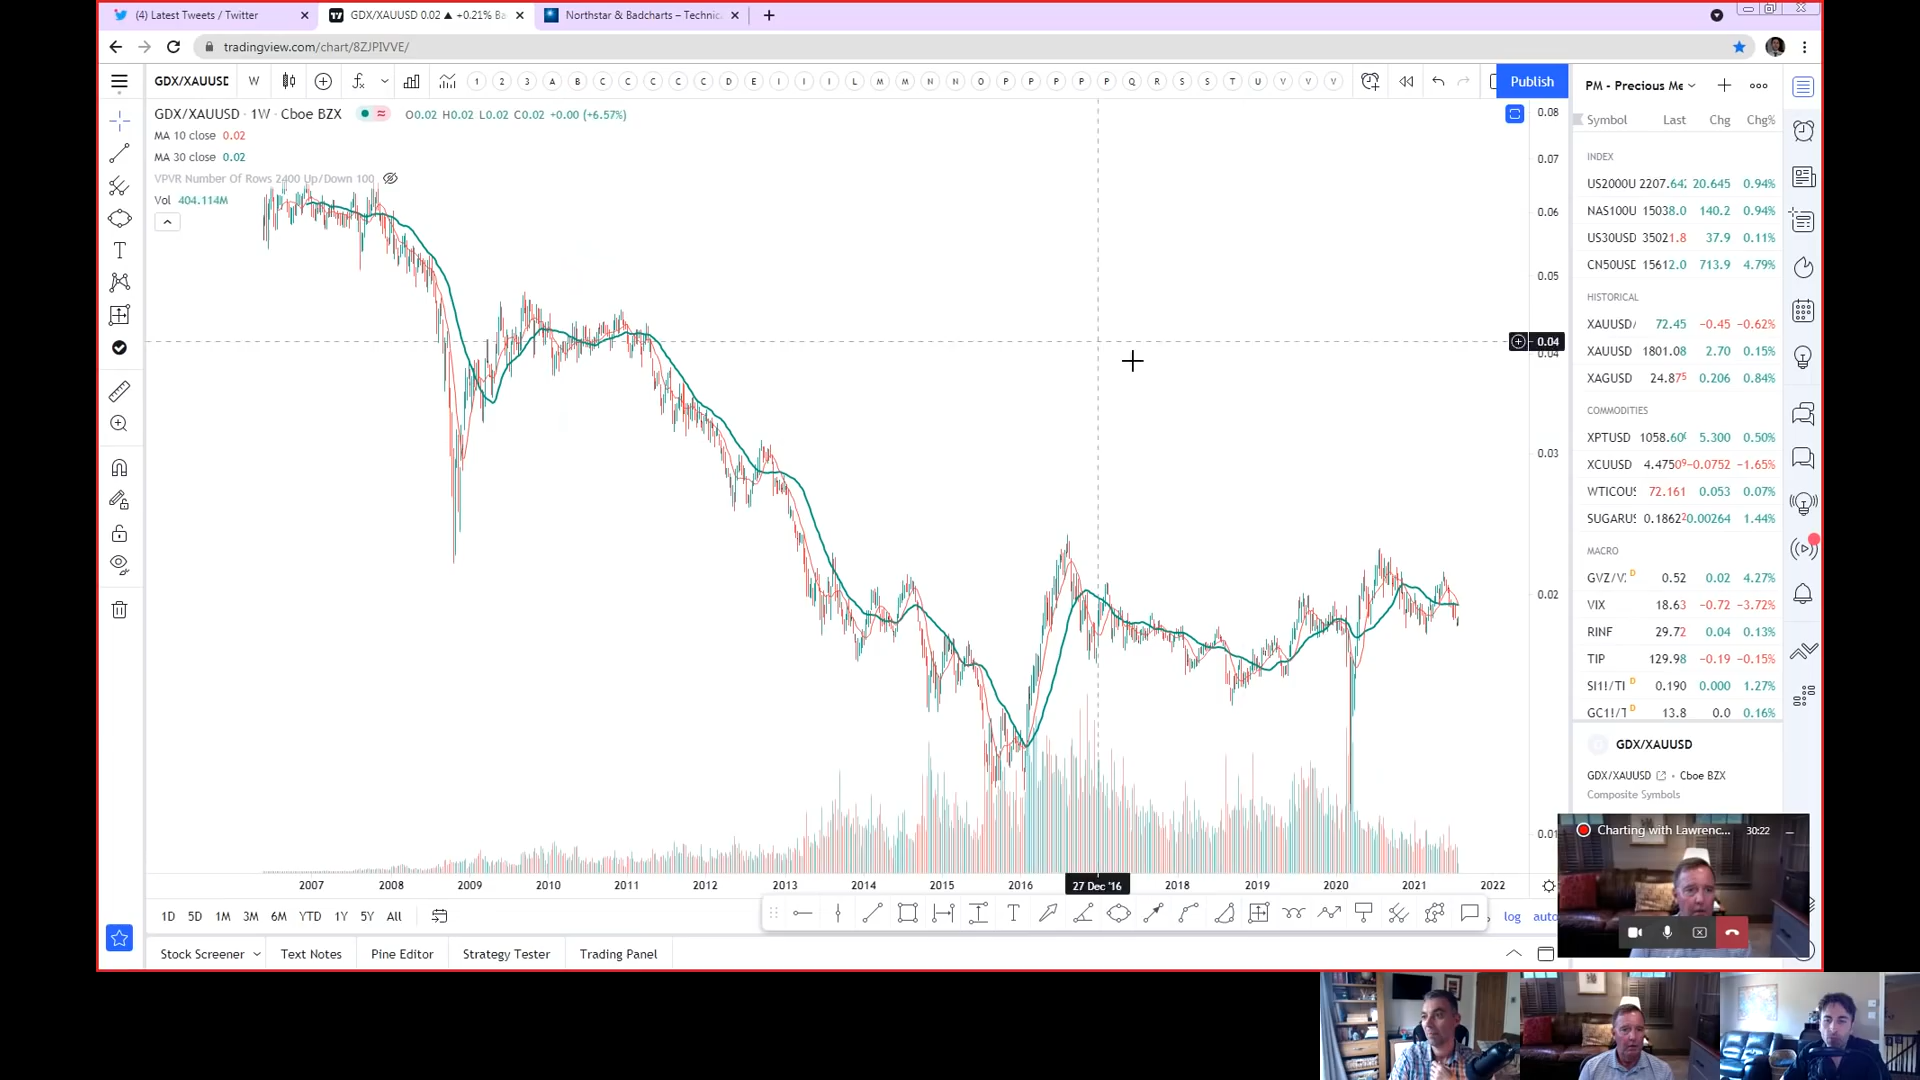 (4) Latest Tweets / Twitter
GDX/XAUUSD 0.02 ▲ +0.21% Ba
Northstar & Badcharts – Technic
tradingview.com/chart/8ZJPIVVE/
GDX/XAUUSD W
1 2 3 A B C C C C C D E I I I L M M N N O P P P P P Q R S S T U V V V
Publish
GDX/XAUUSD · 1W · Cboe BZX
O0.02 H0.02 L0.02 C0.02 +0.00 (+6.57%)
MA 10 close 0.02
MA 30 close 0.02
VPVR Number Of Rows 2400 Up/Down 100
Vol 404.114M
0.08
0.07
0.06
0.05
0.04
0.04
0.03
0.02
0.01
2007 2008 2009 2010 2011 2012 2013 2014 2015 2016 27 Dec '16 2018 2019 2020 2021 2022
1D 5D 1M 3M 6M YTD 1Y 5Y All
log auto
Stock Screener Text Notes Pine Editor Strategy Tester Trading Panel
PM - Precious Me
Symbol Last Chg Chg%
INDEX
US2000U 2207.642 20.645 0.94%
NAS100U 15038.0 140.2 0.94%
US30USD 35021.8 37.9 0.11%
CN50USD 15612.0 713.9 4.79%
HISTORICAL
XAUUSD/ 72.45 −0.45 −0.62%
XAUUSD 1801.08 2.70 0.15%
XAGUSD 24.875 0.206 0.84%
COMMODITIES
XPTUSD 1058.600 5.300 0.50%
XCUUSD 4.47509 −0.0752 −1.65%
WTICOUS 72.161 0.053 0.07%
SUGARUS 0.18622 0.00264 1.44%
MACRO
GVZ/V D 0.52 0.02 4.27%
VIX 18.63 −0.72 −3.72%
RINF 29.72 0.04 0.13%
TIP 129.98 −0.19 −0.15%
SI1!/TI D 0.190 0.000 1.27%
GC1!/T D 13.8 0.0 0.16%
GDX/XAUUSD
GDX/XAUUSD • Cboe BZX
Composite Symbols
Charting with Lawrenc... 30:22